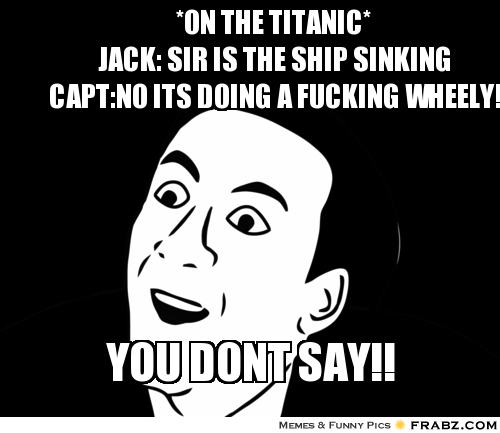 *ON THE TITANIC*
JACK: SIR IS THE SHIP SINKING
CAPT:NO ITS DOING A FUCKING WHEELY!
YOU DONT SAY!!
MEMES & FUNNY PICS FRABZ.COM